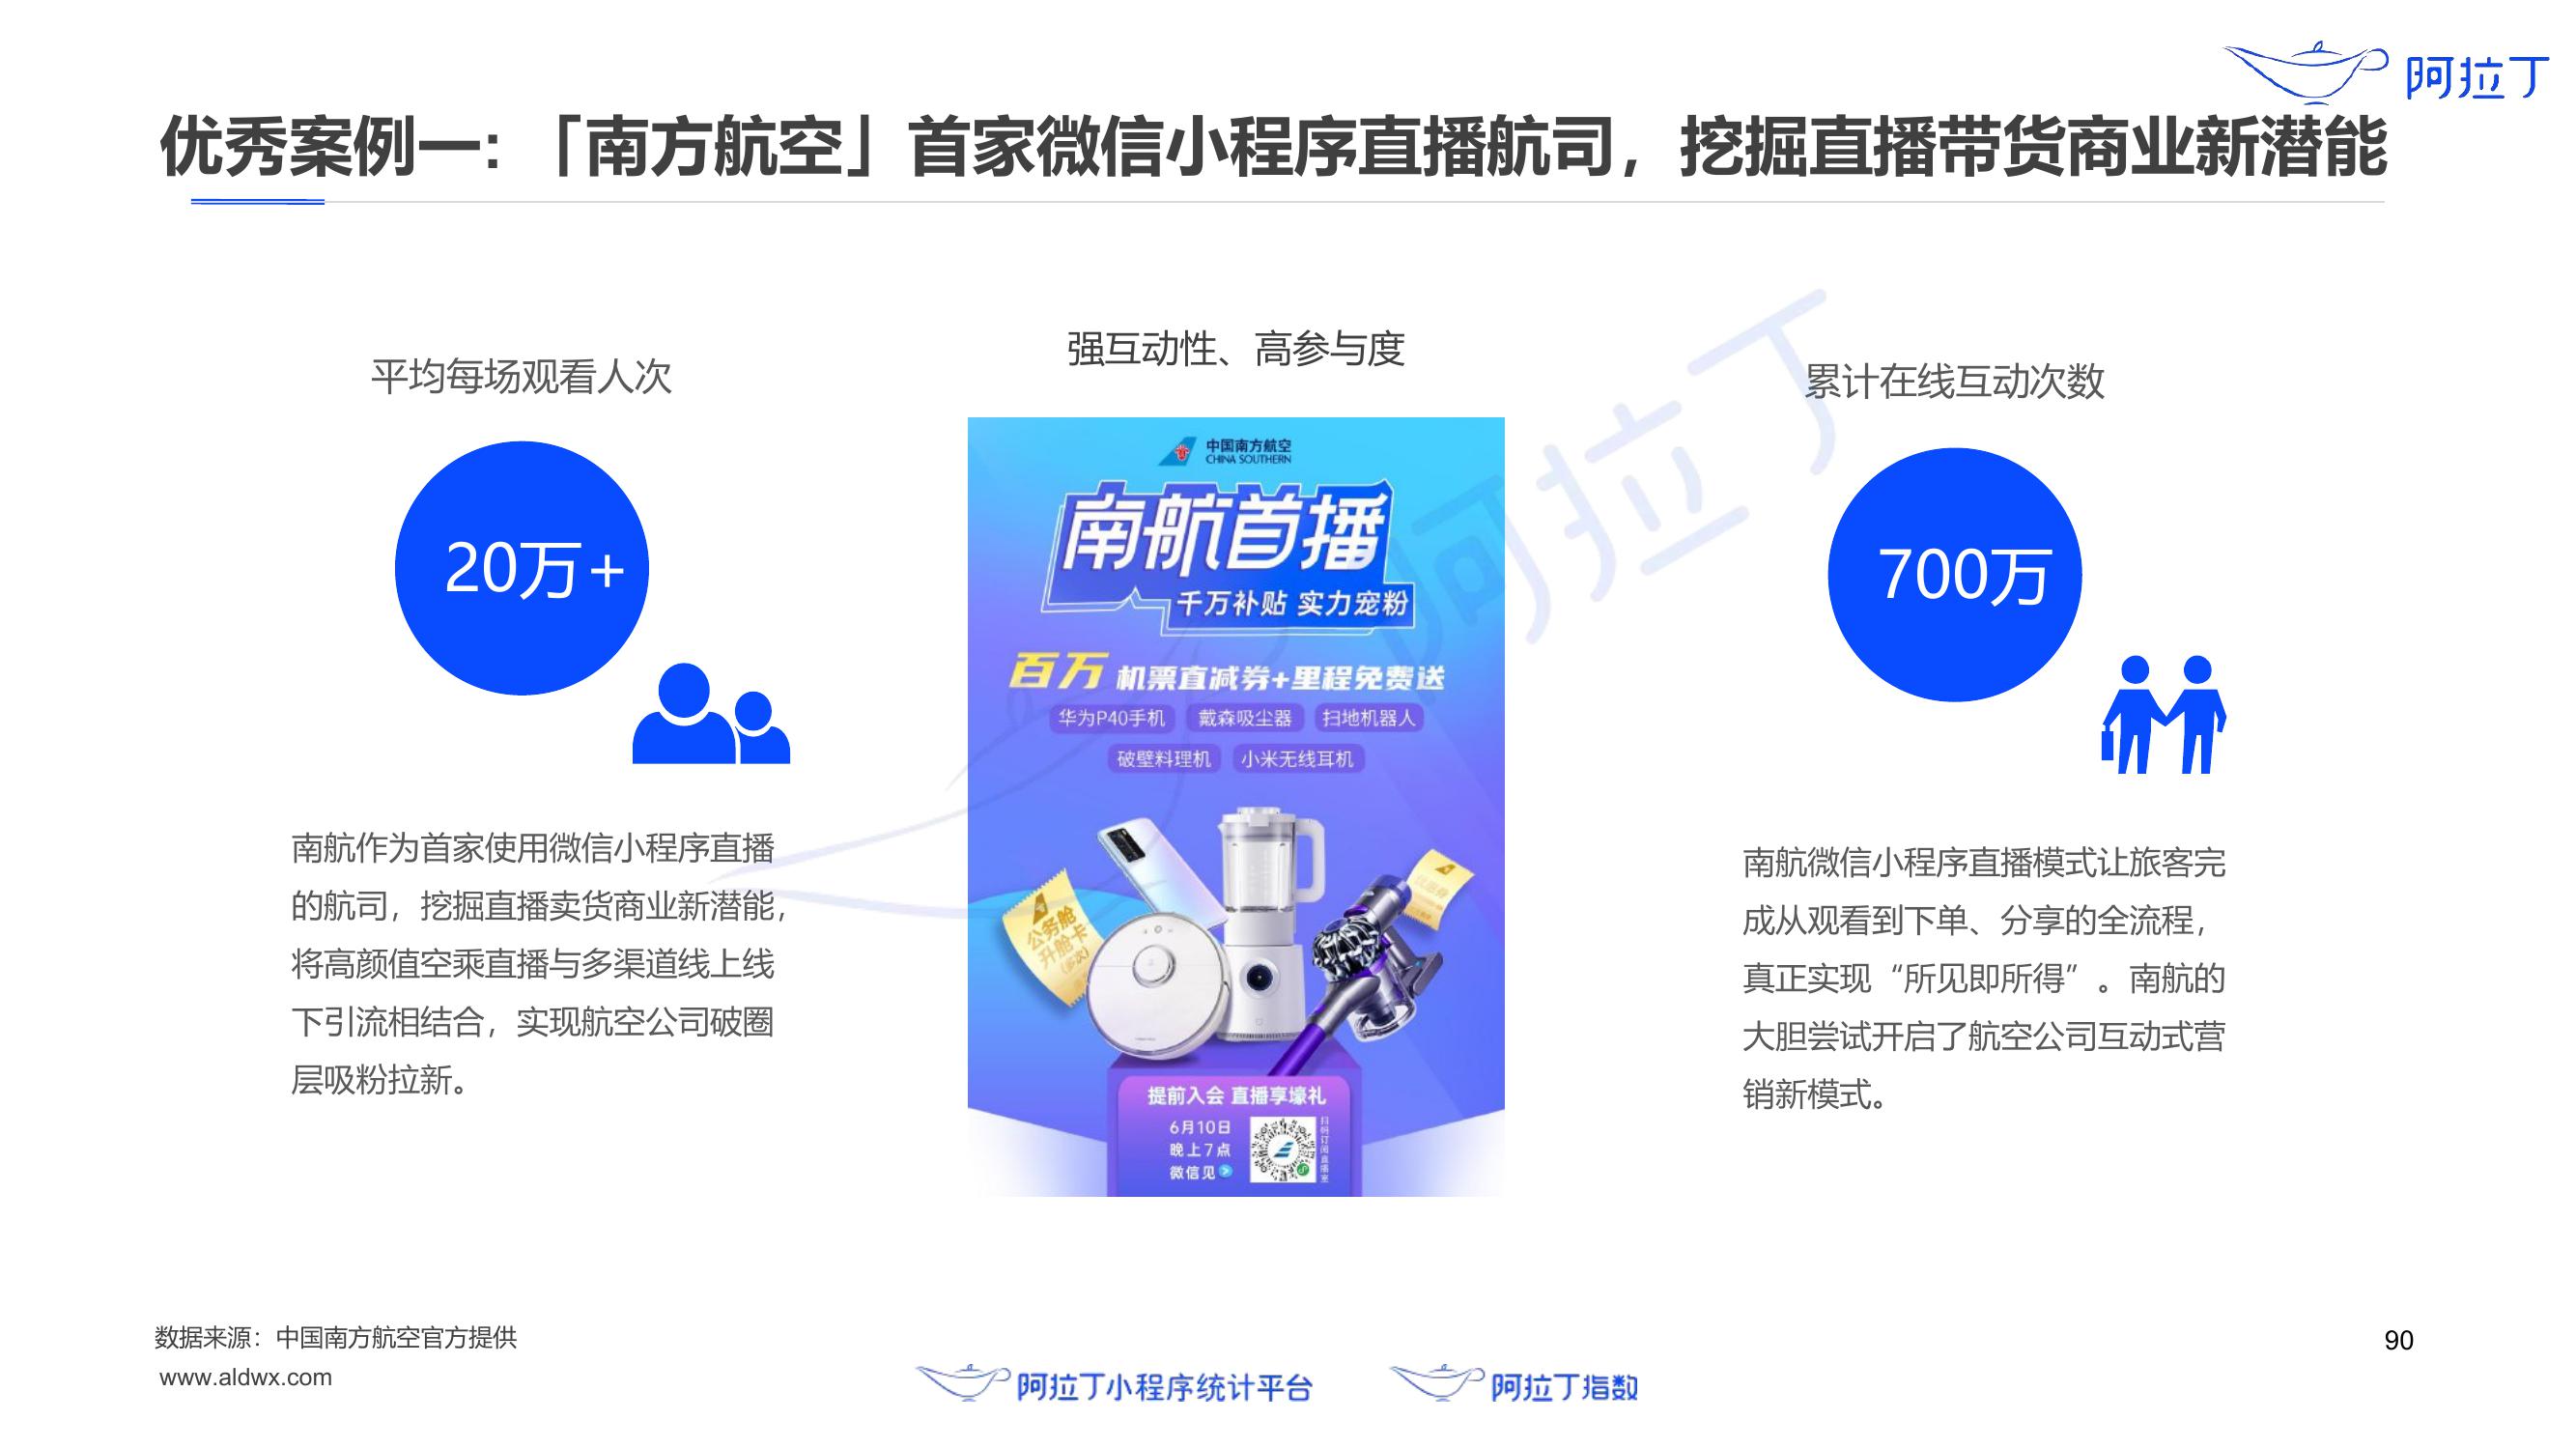 阿拉丁
优秀案例一：「南方航空」首家微信小程序直播航司，挖掘直播带货商业新潜能
平均每场观看人次
20万+
南航作为首家使用微信小程序直播
的航司，挖掘直播卖货商业新潜能，
将高颜值空乘直播与多渠道线上线
下引流相结合，实现航空公司破圈
层吸粉拉新。
强互动性、高参与度
中国南方航空
CHINA SOUTHERN
南航首播
千万补贴 实力宠粉
百万 机票直减券+里程免费送
华为P40手机 戴森吸尘器 扫地机器人
破壁料理机 小米无线耳机
公务舱
升舱卡
提前入会 直播享壕礼
6月10日
晚上7点
微信见
扫码订阅直播室
累计在线互动次数
700万
南航微信小程序直播模式让旅客完
成从观看到下单、分享的全流程，
真正实现“所见即所得”。南航的
大胆尝试开启了航空公司互动式营
销新模式。
阿拉丁
数据来源：中国南方航空官方提供
www.aldwx.com
阿拉丁小程序统计平台
阿拉丁指数
90